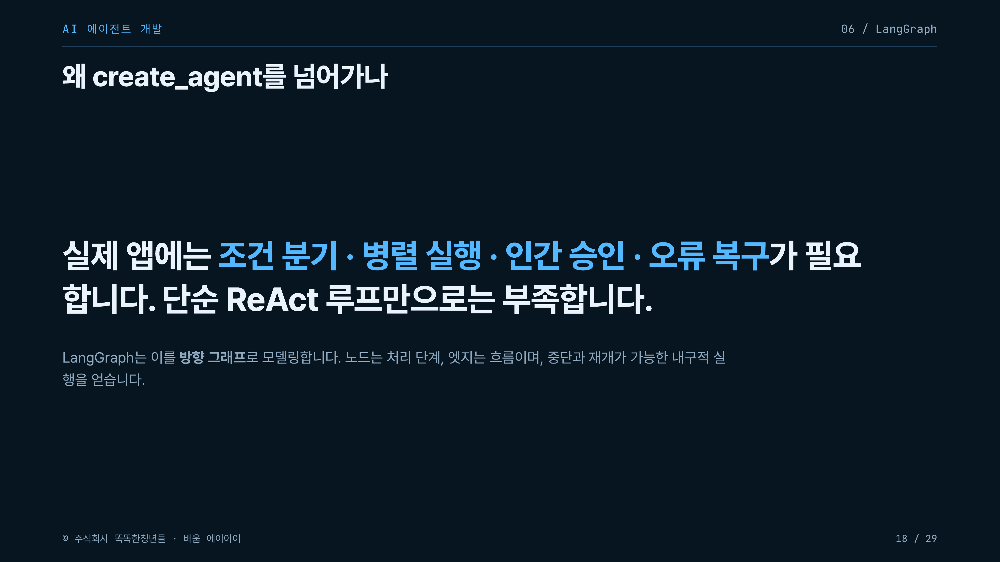 AI 에이전트 개발
06 / LangGraph
왜 create_agent를 넘어가나
실제 앱에는 조건 분기 · 병렬 실행 · 인간 승인 · 오류 복구가 필요
합니다. 단순 ReAct 루프만으로는 부족합니다.
LangGraph는 이를 방향 그래프로 모델링합니다. 노드는 처리 단계, 엣지는 흐름이며, 중단과 재개가 가능한 내구적 실
행을 얻습니다.
© 주식회사 똑똑한청년들 · 배움 에이아이
18 / 29